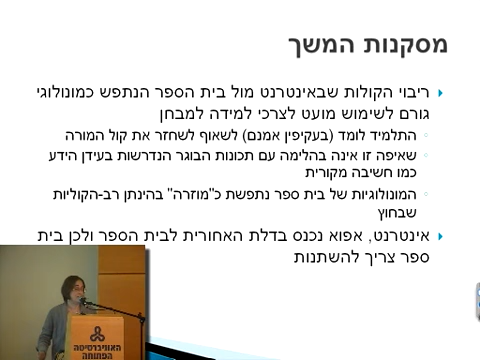 מסקנות המשך
ריבוי הקולות שבאינטרנט מול בית הספר הנתפש כמונולוגי
גורם לשימוש מועט לצרכי למידה למבחן
התלמיד לומד (בעקיפין אמנם) לשאוף לשחזר את קול המורה
שאיפה זו אינה בהלימה עם תכונות הבוגר הנדרשות בעידן הידע
כמו חשיבה מקורית
המונולוגיות של בית ספר נתפשת כ"מוזרה" בהינתן רב-הקוליות
שבחוץ
אינטרנט, אפוא נכנס בדלת האחורית לבית הספר ולכן בית
ספר צריך להשתנות
האוניברסיטה
הפתוחה